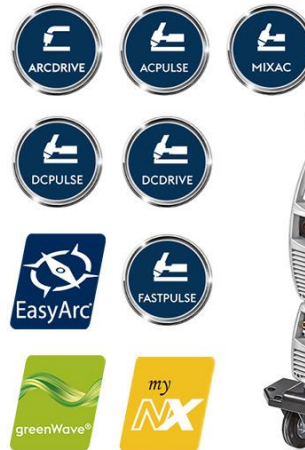 ARCDRIVE
ACPULSE
MIXAC
DCPULSE
DCDRIVE
EasyArc
FASTPULSE
greenWave®
my
NX